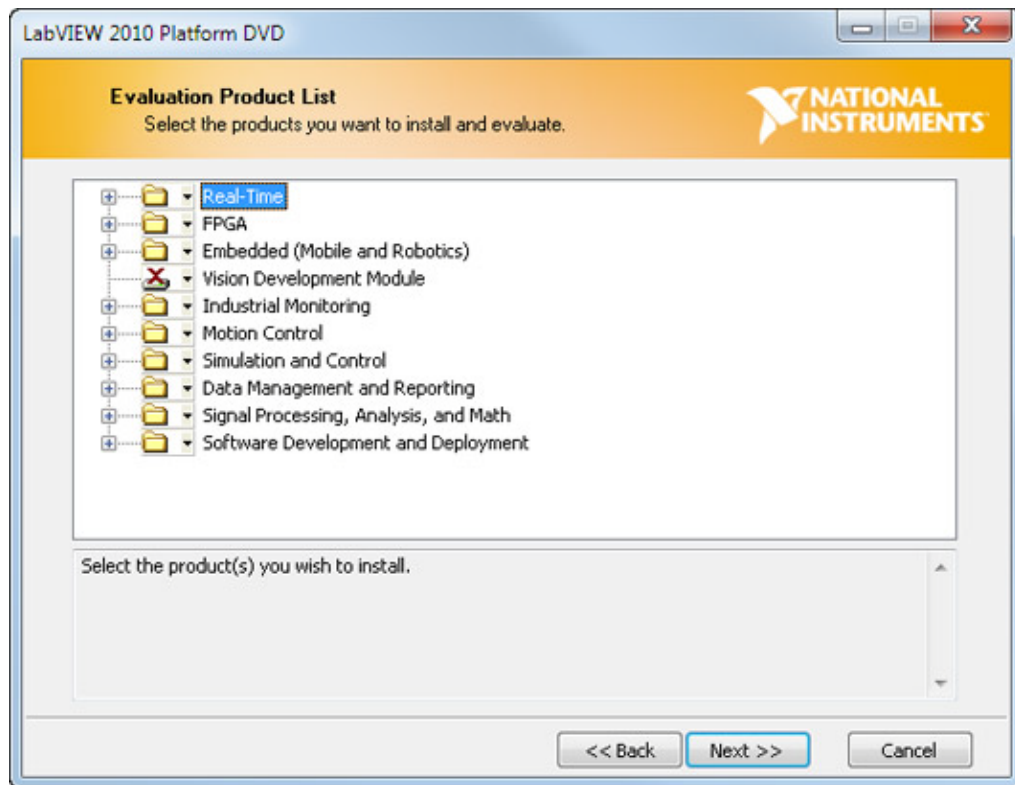 LabVIEW 2010 Platform DVD
Evaluation Product List
Select the products you want to install and evaluate.
NATIONAL
INSTRUMENTS
Real-Time
FPGA
Embedded (Mobile and Robotics)
Vision Development Module
Industrial Monitoring
Motion Control
Simulation and Control
Data Management and Reporting
Signal Processing, Analysis, and Math
Software Development and Deployment
Select the product(s) you wish to install.
<< Back
Next >>
Cancel